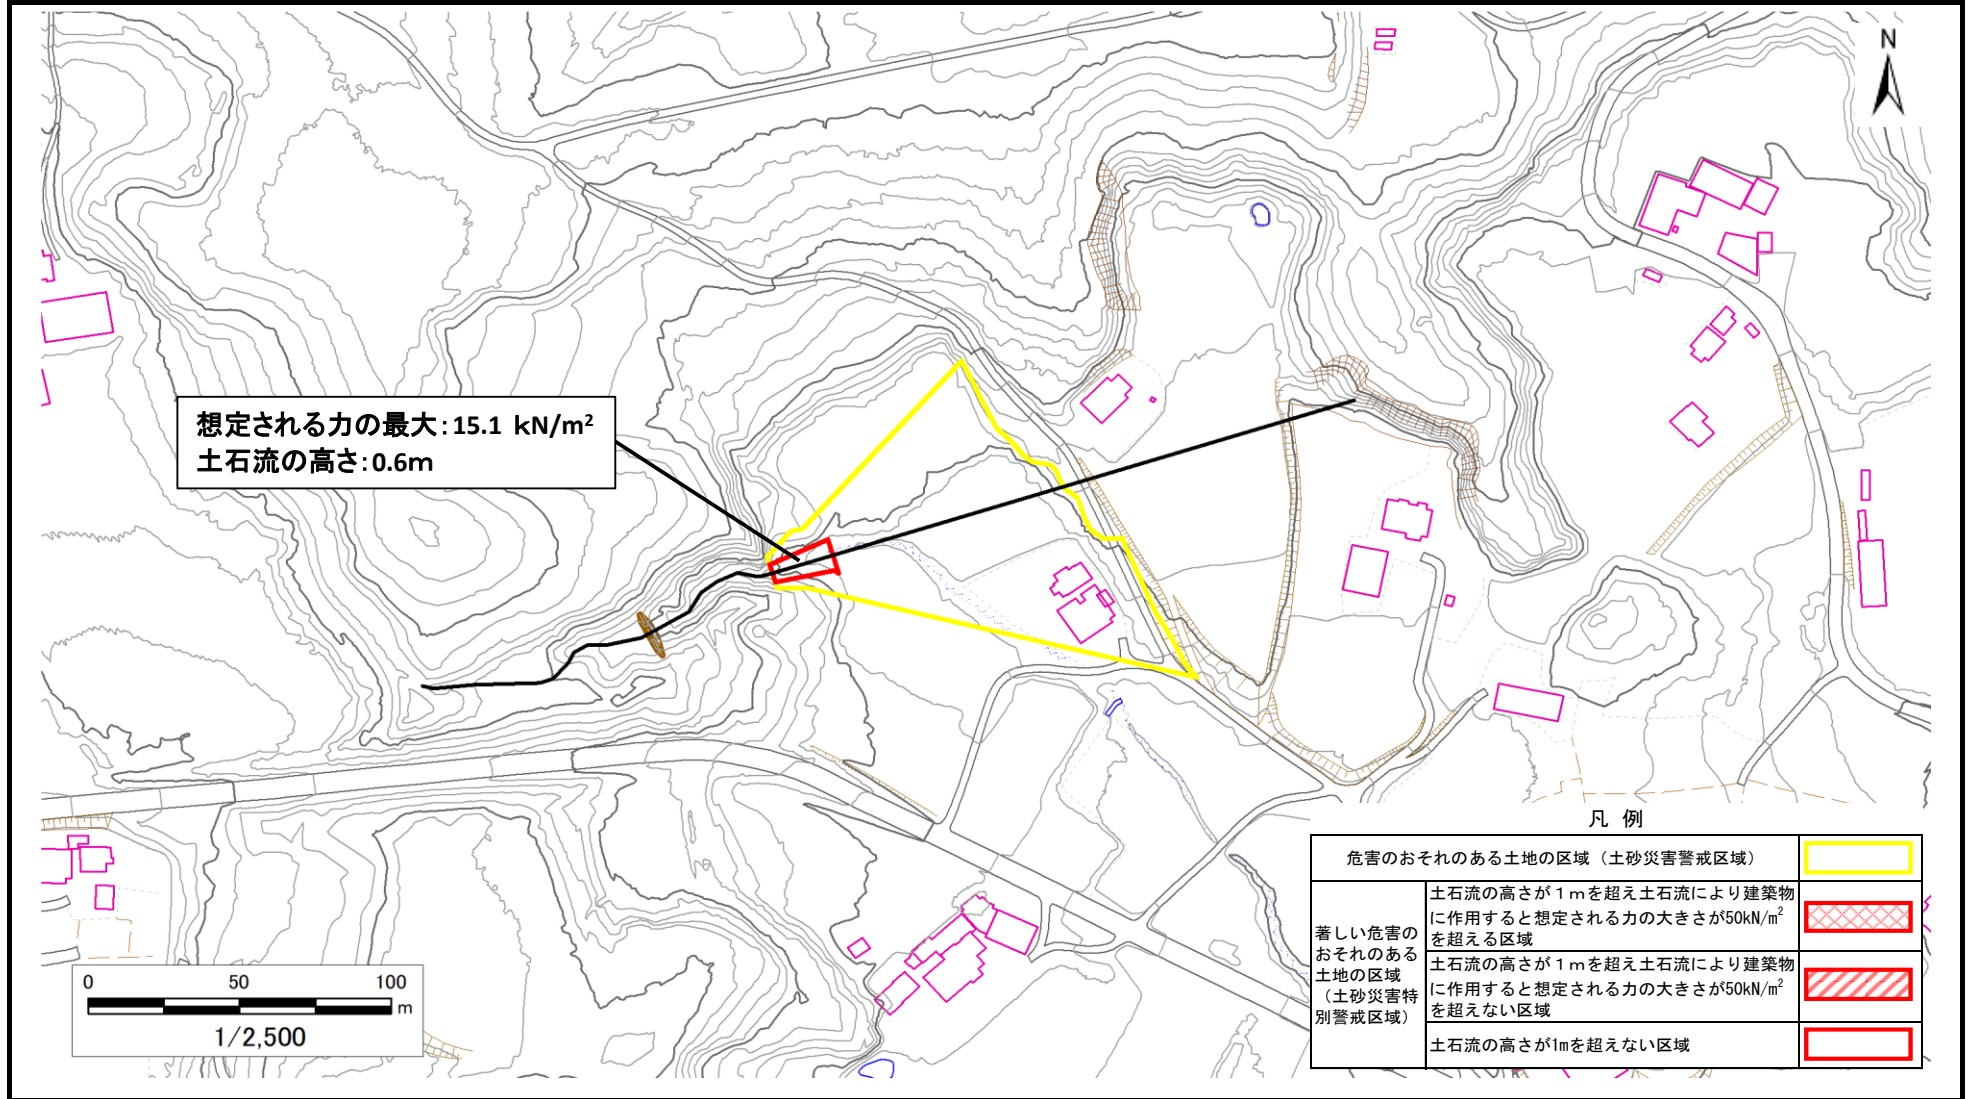 N
想定される力の最大：15.1 kN/m²
土石流の高さ：0.6m
凡 例
危害のおそれのある土地の区域（土砂災害警戒区域）
著しい危害の
おそれのある
土地の区域
（土砂災害特
別警戒区域）
土石流の高さが１ｍを超え土石流により建築物
に作用すると想定される力の大きさが50kN/m²
を超える区域
土石流の高さが１ｍを超え土石流により建築物
に作用すると想定される力の大きさが50kN/m²
を超えない区域
土石流の高さが1mを超えない区域
0 50 100
m
1/2,500